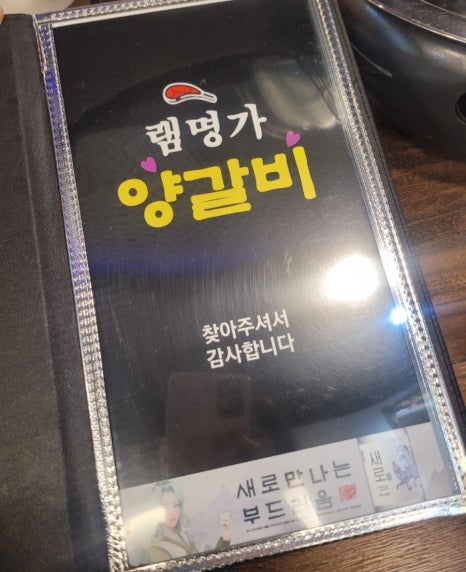 램명가
양갈비
찾아주셔서
감사합니다
새로만나는
부드러움
새로